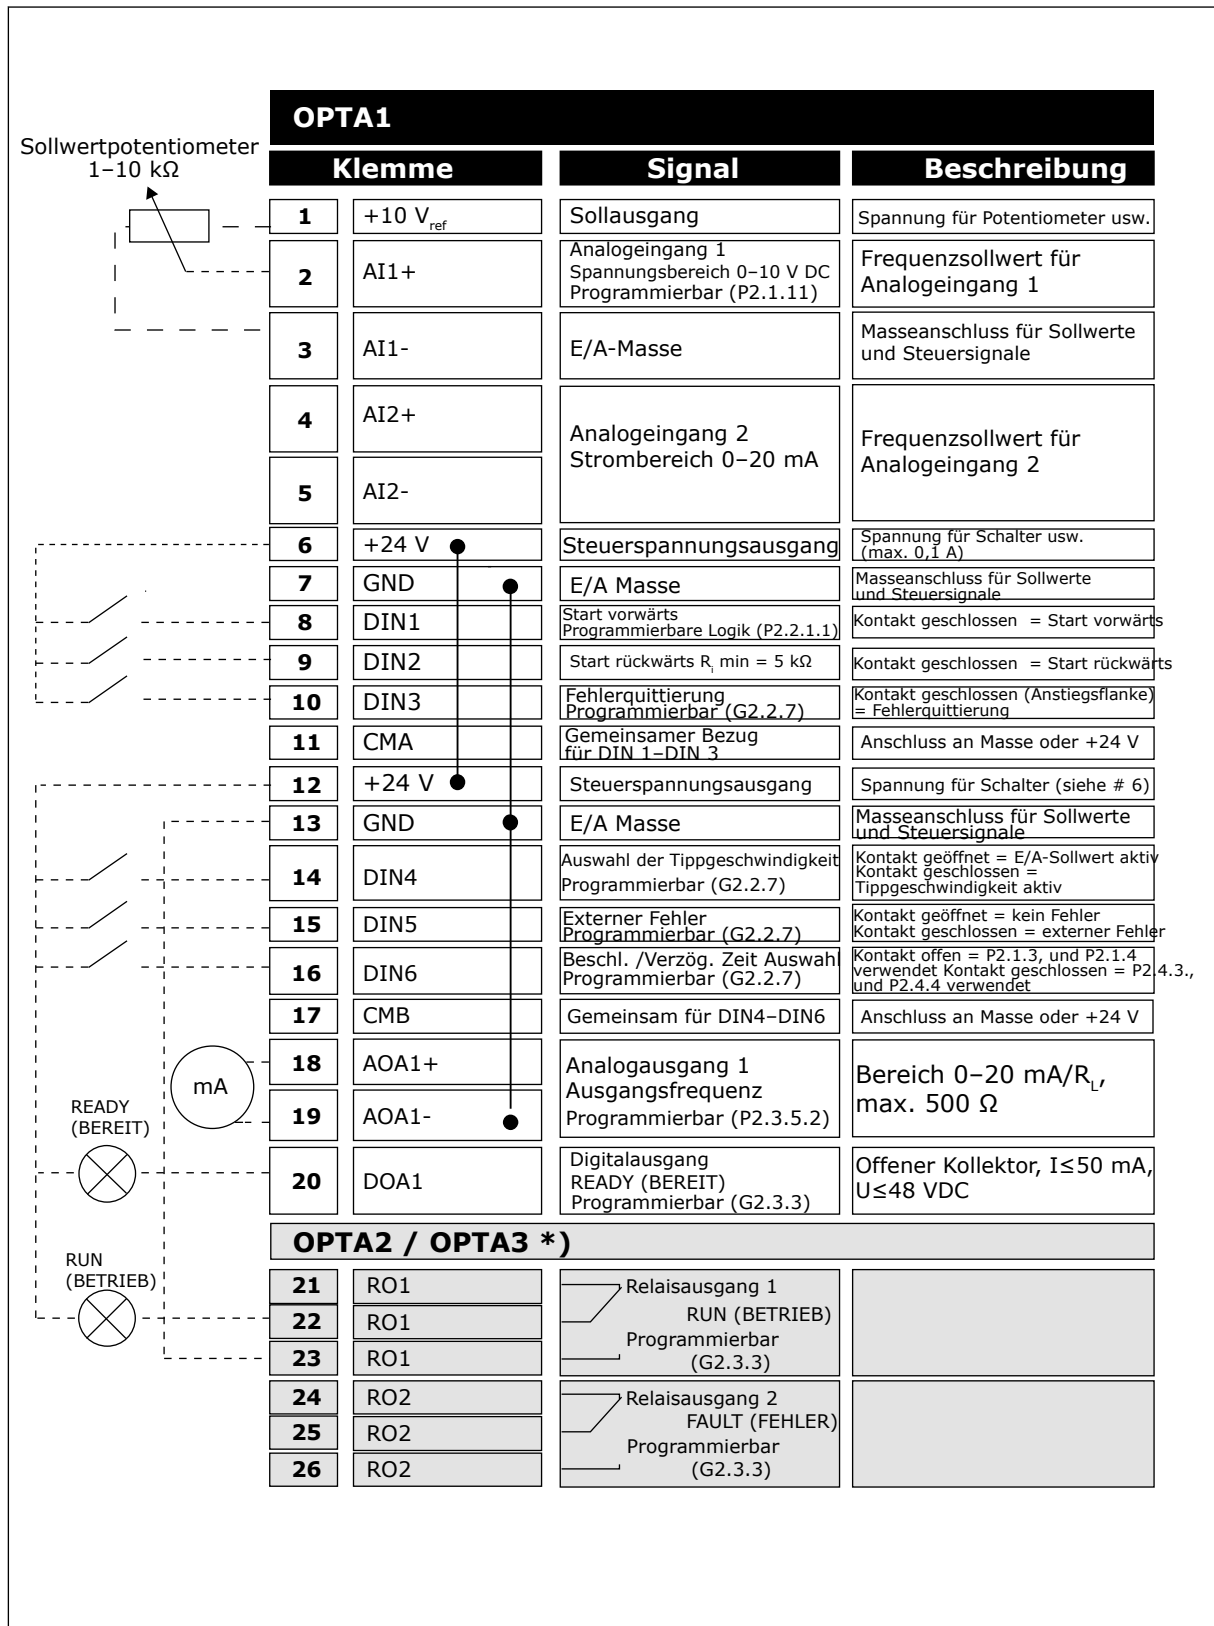 OPTA1
Sollwertpotentiometer
1–10 kΩ
Klemme Signal Beschreibung
1 +10 Vref Sollausgang Spannung für Potentiometer usw.
2 AI1+ Analogeingang 1
Spannungsbereich 0–10 V DC
Programmierbar (P2.1.11)
Frequenzsollwert für
Analogeingang 1
3 AI1- E/A-Masse Masseanschluss für Sollwerte
und Steuersignale
4 AI2+
Analogeingang 2
Strombereich 0–20 mA
Frequenzsollwert für
Analogeingang 2
5 AI2-
6 +24 V Steuerspannungsausgang Spannung für Schalter usw.
(max. 0,1 A)
7 GND E/A Masse Masseanschluss für Sollwerte
und Steuersignale
8 DIN1 Start vorwärts
Programmierbare Logik (P2.2.1.1)
Kontakt geschlossen = Start vorwärts
9 DIN2 Start rückwärts Ri min = 5 kΩ Kontakt geschlossen = Start rückwärts
10 DIN3 Fehlerquittierung
Programmierbar (G2.2.7)
Kontakt geschlossen (Anstiegsflanke)
= Fehlerquittierung
11 CMA Gemeinsamer Bezug
für DIN 1–DIN 3
Anschluss an Masse oder +24 V
12 +24 V Steuerspannungsausgang Spannung für Schalter (siehe # 6)
13 GND E/A Masse Masseanschluss für Sollwerte
und Steuersignale
14 DIN4 Auswahl der Tippgeschwindigkeit
Programmierbar (G2.2.7)
Kontakt geöffnet = E/A-Sollwert aktiv
Kontakt geschlossen =
Tippgeschwindigkeit aktiv
15 DIN5 Externer Fehler
Programmierbar (G2.2.7)
Kontakt geöffnet = kein Fehler
Kontakt geschlossen = externer Fehler
16 DIN6 Beschl. /Verzög. Zeit Auswahl
Programmierbar (G2.2.7)
Kontakt offen = P2.1.3, und P2.1.4
verwendet Kontakt geschlossen = P2.4.3.,
und P2.4.4 verwendet
17 CMB Gemeinsam für DIN4–DIN6 Anschluss an Masse oder +24 V
mA
18 AOA1+
Analogausgang 1
Ausgangsfrequenz
Programmierbar (P2.3.5.2)
Bereich 0–20 mA/RL,
max. 500 Ω
19 AOA1-
READY
(BEREIT)
20 DOA1 Digitalausgang
READY (BEREIT)
Programmierbar (G2.3.3)
Offener Kollektor, I≤50 mA,
U≤48 VDC
OPTA2 / OPTA3 *)
RUN
(BETRIEB)
21 RO1 Relaisausgang 1
22 RO1 RUN (BETRIEB)
Programmierbar
23 RO1 (G2.3.3)
24 RO2 Relaisausgang 2
25 RO2 FAULT (FEHLER)
Programmierbar
26 RO2 (G2.3.3)